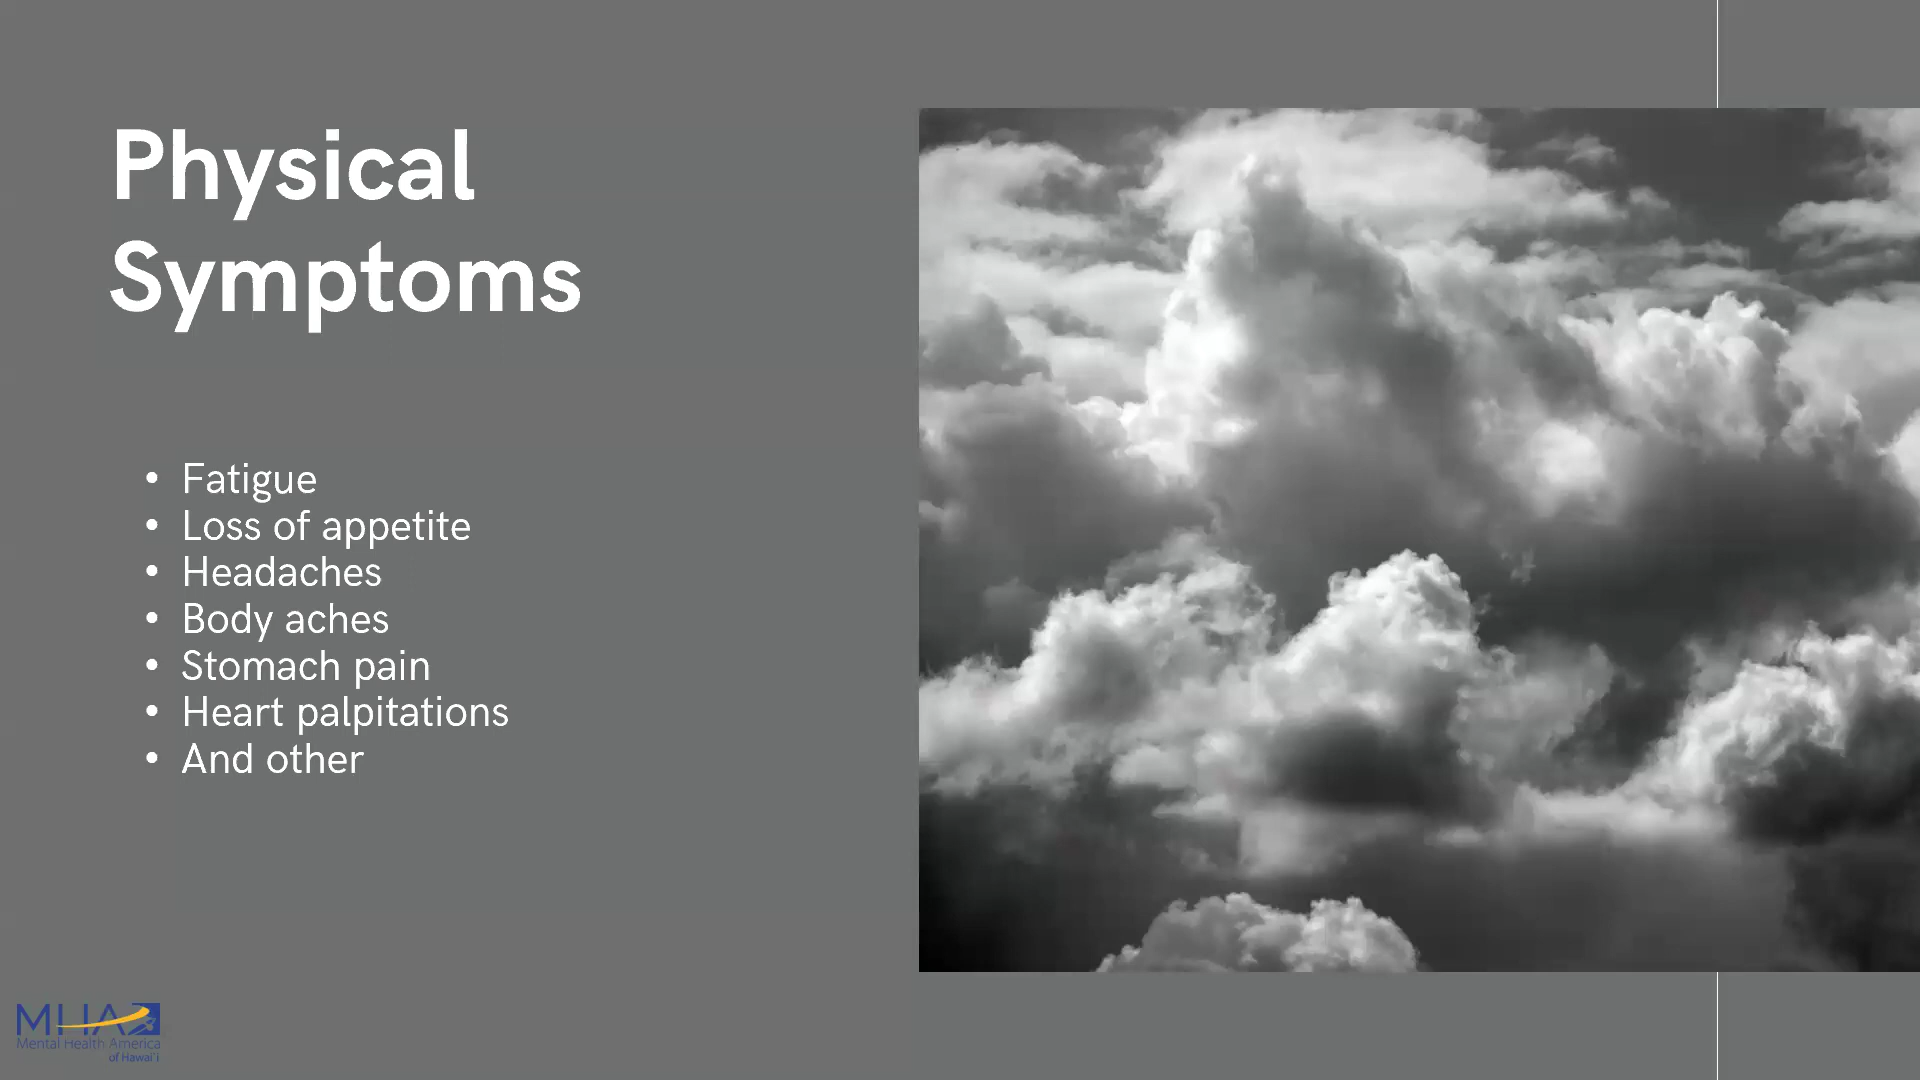 Physical
Symptoms
• Fatigue
• Loss of appetite
• Headaches
• Body aches
• Stomach pain
• Heart palpitations
• And other
MHA
Mental Health America
of Hawai'i